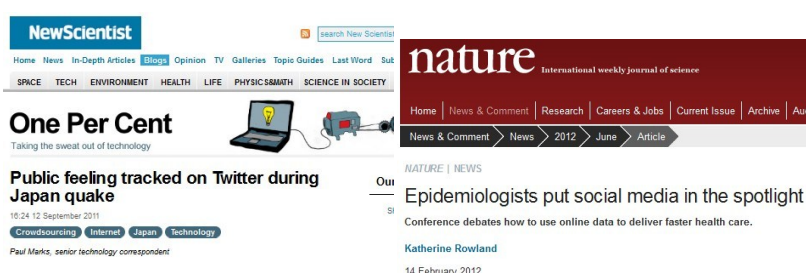 NewScientist
search New Scientist
Home News In-Depth Articles Blogs Opinion TV Galleries Topic Guides Last Word Sub
SPACE TECH ENVIRONMENT HEALTH LIFE PHYSICS&MATH SCIENCE IN SOCIETY
One Per Cent
Taking the sweat out of technology
Public feeling tracked on Twitter during
Japan quake
Our
16:24 12 September 2011
Crowdsourcing Internet Japan Technology
Paul Marks, senior technology correspondent
nature International weekly journal of science
Home News & Comment Research Careers & Jobs Current Issue Archive Au
News & Comment News 2012 June Article
NATURE | NEWS
Epidemiologists put social media in the spotlight
Conference debates how to use online data to deliver faster health care.
Katherine Rowland
14 February 2012